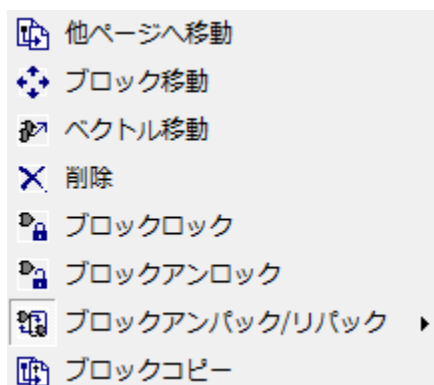 他ページへ移動
ブロック移動
ベクトル移動
削除
ブロックロック
ブロックアンロック
ブロックアンパック/リパック
ブロックコピー